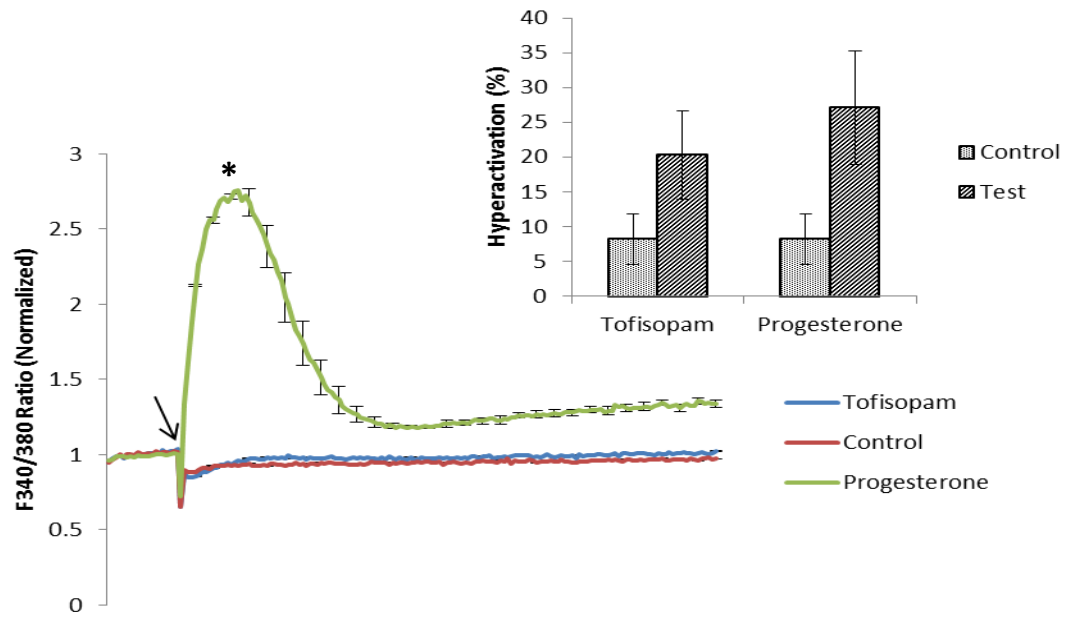 40
35
30
25
20
15
10
5
0
Hyperactivation (%)
Tofisopam Progesterone
Control
Test
3
2.5
2
1.5
1
0.5
0
F340/380 Ratio (Normalized)
*
Tofisopam
Control
Progesterone